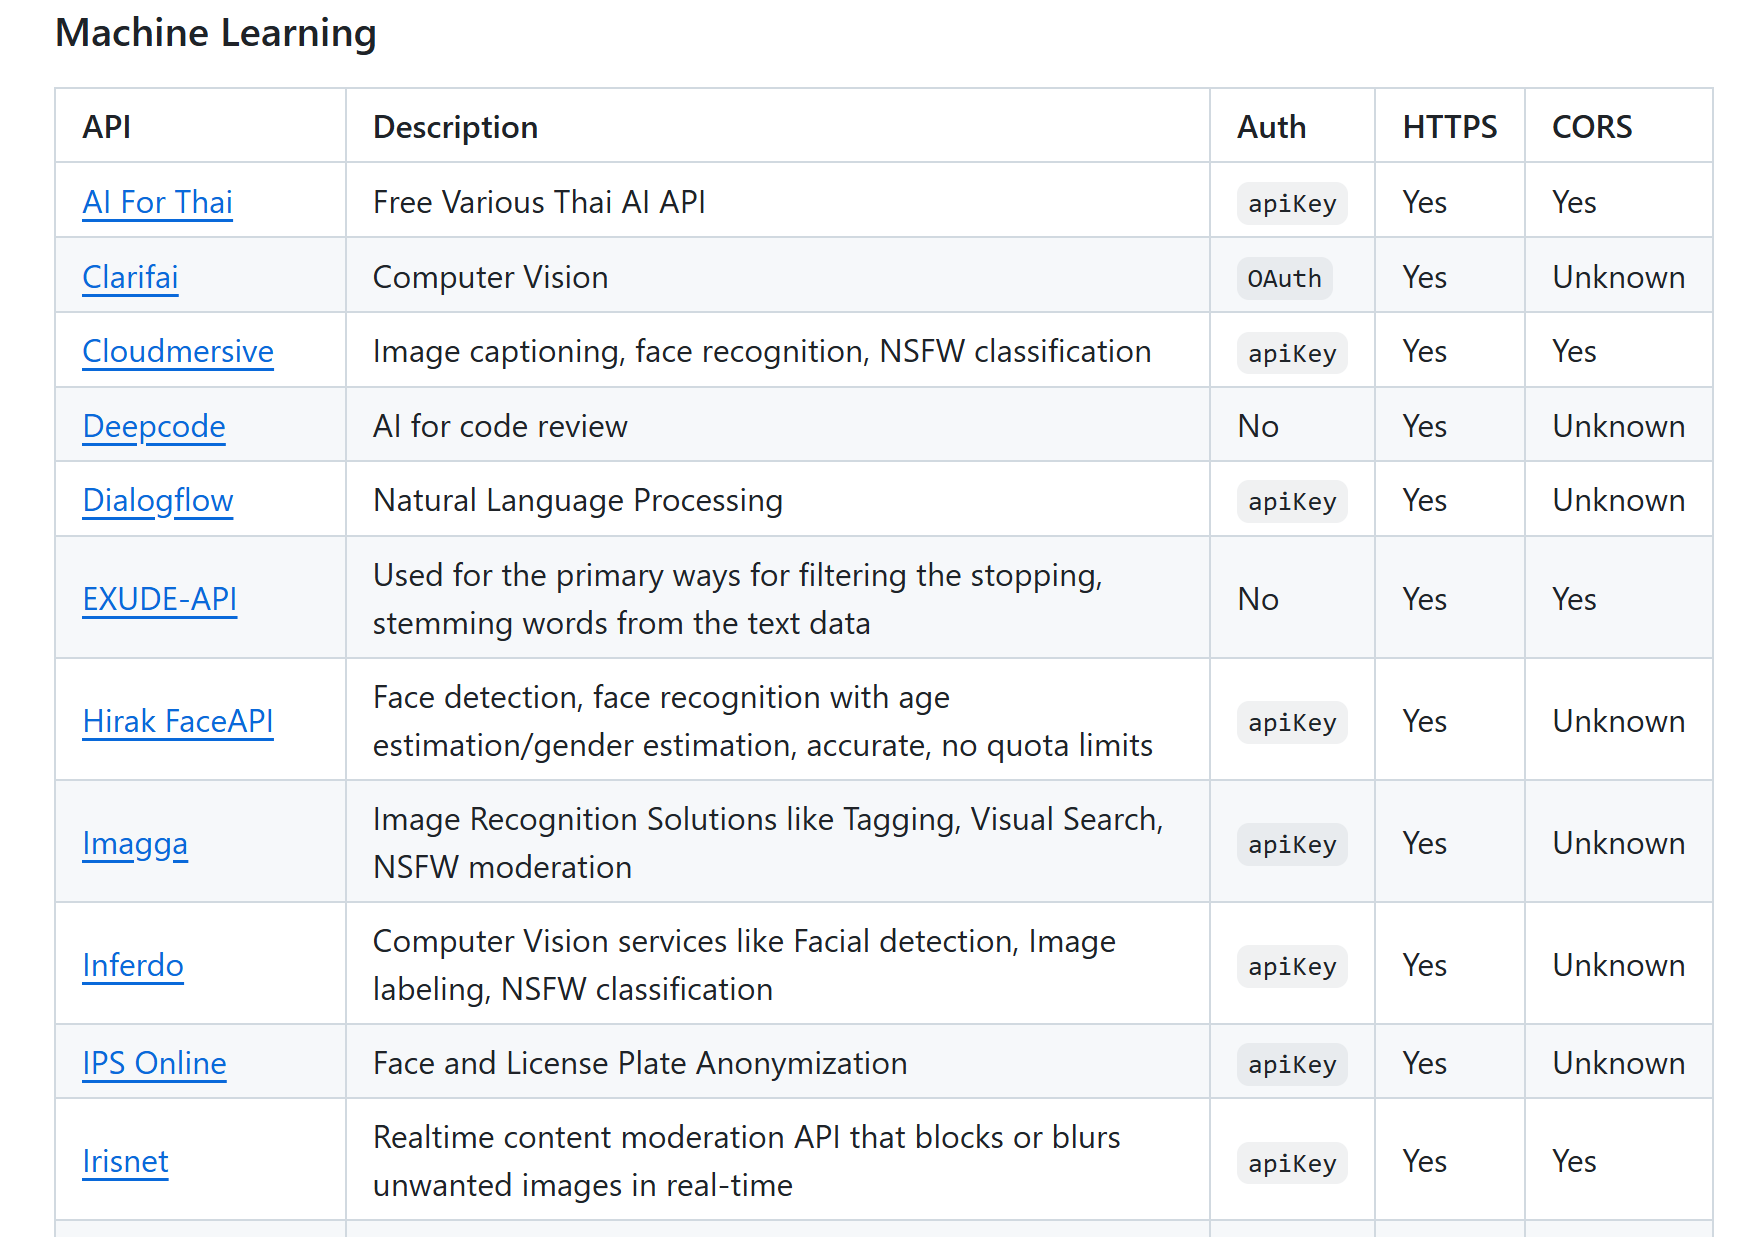 Machine Learning
API Description Auth HTTPS CORS
AI For Thai Free Various Thai AI API apiKey Yes Yes
Clarifai Computer Vision OAuth Yes Unknown
Cloudmersive Image captioning, face recognition, NSFW classification apiKey Yes Yes
Deepcode AI for code review No Yes Unknown
Dialogflow Natural Language Processing apiKey Yes Unknown
EXUDE-API Used for the primary ways for filtering the stopping, No Yes Yes
stemming words from the text data
Hirak FaceAPI Face detection, face recognition with age apiKey Yes Unknown
estimation/gender estimation, accurate, no quota limits
Imagga Image Recognition Solutions like Tagging, Visual Search, apiKey Yes Unknown
NSFW moderation
Inferdo Computer Vision services like Facial detection, Image apiKey Yes Unknown
labeling, NSFW classification
IPS Online Face and License Plate Anonymization apiKey Yes Unknown
Irisnet Realtime content moderation API that blocks or blurs apiKey Yes Yes
unwanted images in real-time